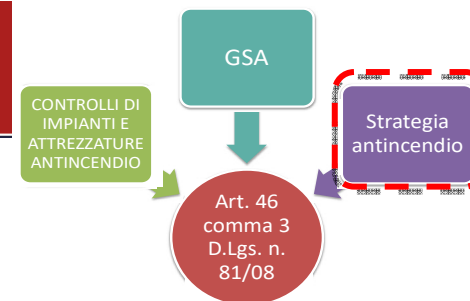 GSA
CONTROLLI DI
IMPIANTI E
ATTREZZATURE
ANTINCENDIO
Strategia
antincendio
Art. 46
comma 3
D.Lgs. n.
81/08